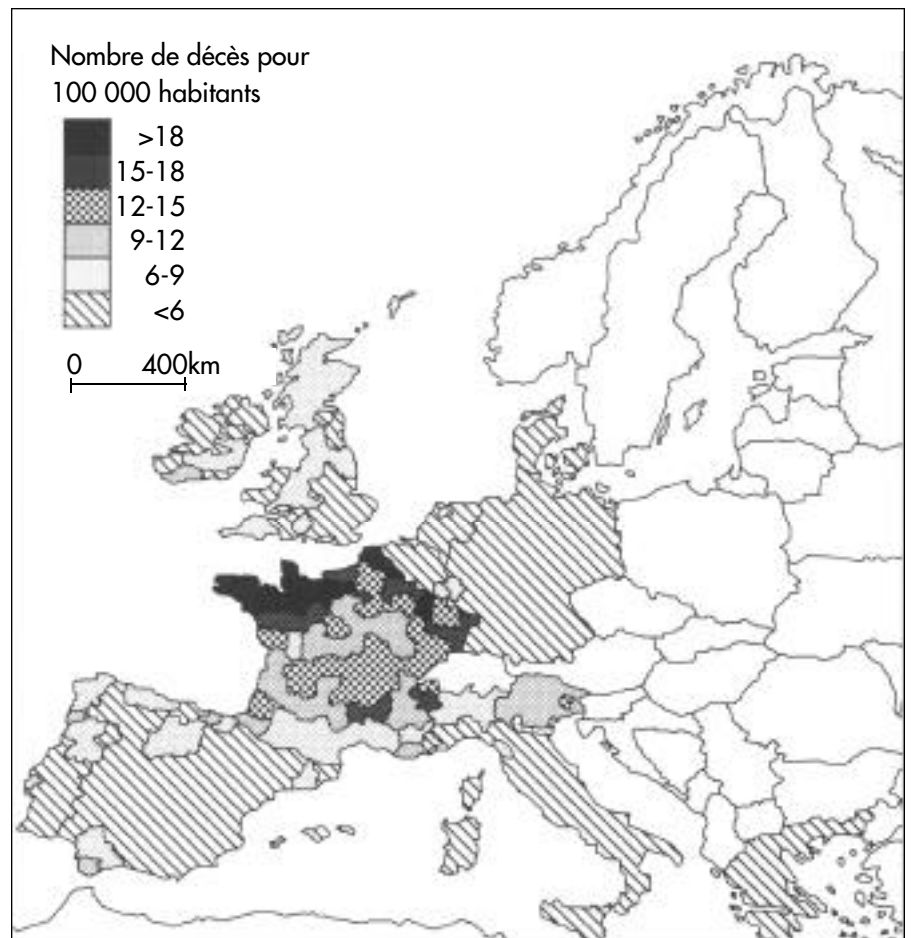 Nombre de décès pour
100 000 habitants
>18
15-18
12-15
9-12
6-9
<6
0 400km